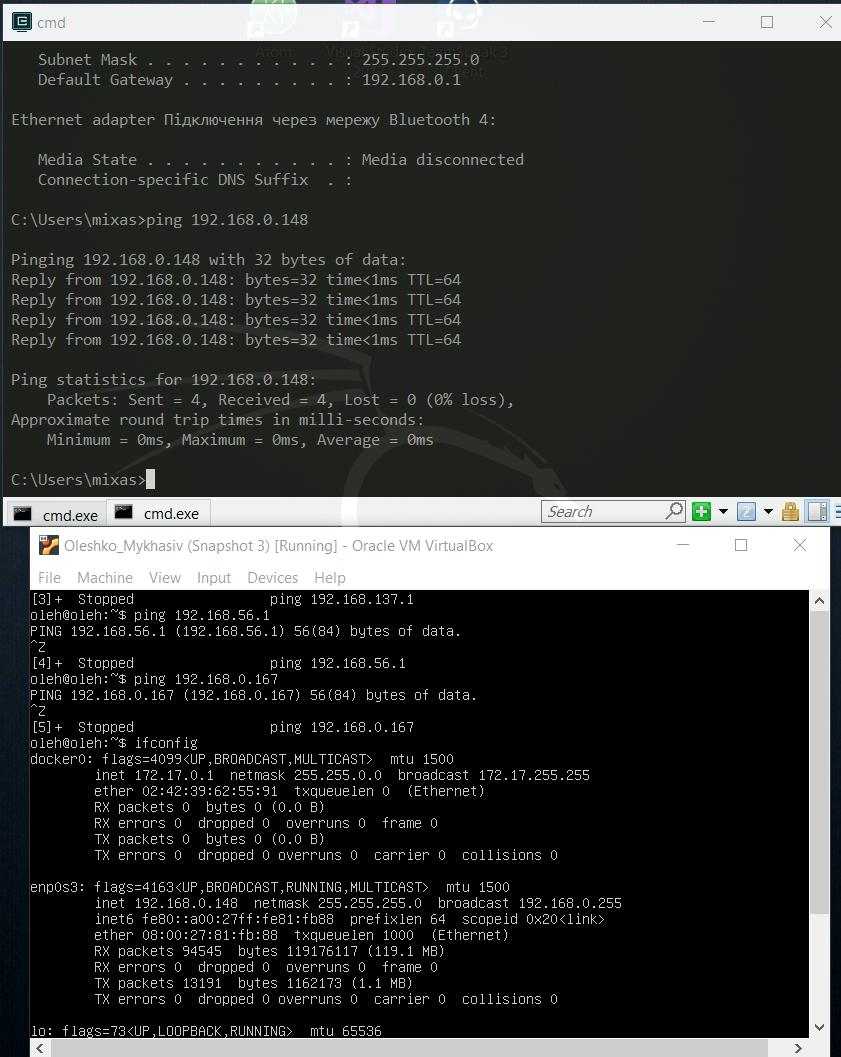 Atom
cmd
   Subnet Mask . . . . . . . . . . . : 255.255.255.0
   Default Gateway . . . . . . . . . : 192.168.0.1
Ethernet adapter Підключення через мережу Bluetooth 4:
   Media State . . . . . . . . . . . : Media disconnected
   Connection-specific DNS Suffix  . :
C:\Users\mixas>ping 192.168.0.148
Pinging 192.168.0.148 with 32 bytes of data:
Reply from 192.168.0.148: bytes=32 time<1ms TTL=64
Reply from 192.168.0.148: bytes=32 time<1ms TTL=64
Reply from 192.168.0.148: bytes=32 time<1ms TTL=64
Reply from 192.168.0.148: bytes=32 time<1ms TTL=64
Ping statistics for 192.168.0.148:
    Packets: Sent = 4, Received = 4, Lost = 0 (0% loss),
Approximate round trip times in milli-seconds:
    Minimum = 0ms, Maximum = 0ms, Average = 0ms
C:\Users\mixas>
cmd.exe cmd.exe Search
Oleshko_Mykhasiv (Snapshot 3) [Running] - Oracle VM VirtualBox
File Machine View Input Devices Help
[3]+  Stopped                 ping 192.168.137.1
oleh@oleh:~$ ping 192.168.56.1
PING 192.168.56.1 (192.168.56.1) 56(84) bytes of data.
^Z
[4]+  Stopped                 ping 192.168.56.1
oleh@oleh:~$ ping 192.168.0.167
PING 192.168.0.167 (192.168.0.167) 56(84) bytes of data.
^Z
[5]+  Stopped                 ping 192.168.0.167
oleh@oleh:~$ ifconfig
docker0: flags=4099<UP,BROADCAST,MULTICAST>  mtu 1500
        inet 172.17.0.1  netmask 255.255.0.0  broadcast 172.17.255.255
        ether 02:42:39:62:55:91  txqueuelen 0  (Ethernet)
        RX packets 0  bytes 0 (0.0 B)
        RX errors 0  dropped 0  overruns 0  frame 0
        TX packets 0  bytes 0 (0.0 B)
        TX errors 0  dropped 0 overruns 0  carrier 0  collisions 0
enp0s3: flags=4163<UP,BROADCAST,RUNNING,MULTICAST>  mtu 1500
        inet 192.168.0.148  netmask 255.255.255.0  broadcast 192.168.0.255
        inet6 fe80::a00:27ff:fe81:fb88  prefixlen 64  scopeid 0x20<link>
        ether 08:00:27:81:fb:88  txqueuelen 1000  (Ethernet)
        RX packets 94545  bytes 119176117 (119.1 MB)
        RX errors 0  dropped 0  overruns 0  frame 0
        TX packets 13191  bytes 1162173 (1.1 MB)
        TX errors 0  dropped 0 overruns 0  carrier 0  collisions 0
lo: flags=73<UP,LOOPBACK,RUNNING>  mtu 65536